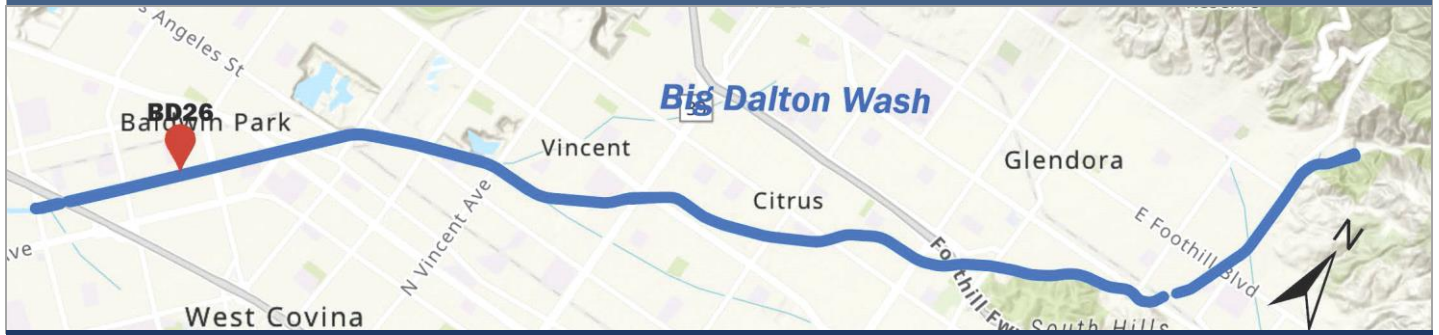 s Angeles St
BD26
Baldwin Park
Big Dalton Wash
39
Vincent
Glendora
Citrus
N Vincent Ave
E Foothill Blvd
N
ve
Foothill Fwy
West Covina
South Hills